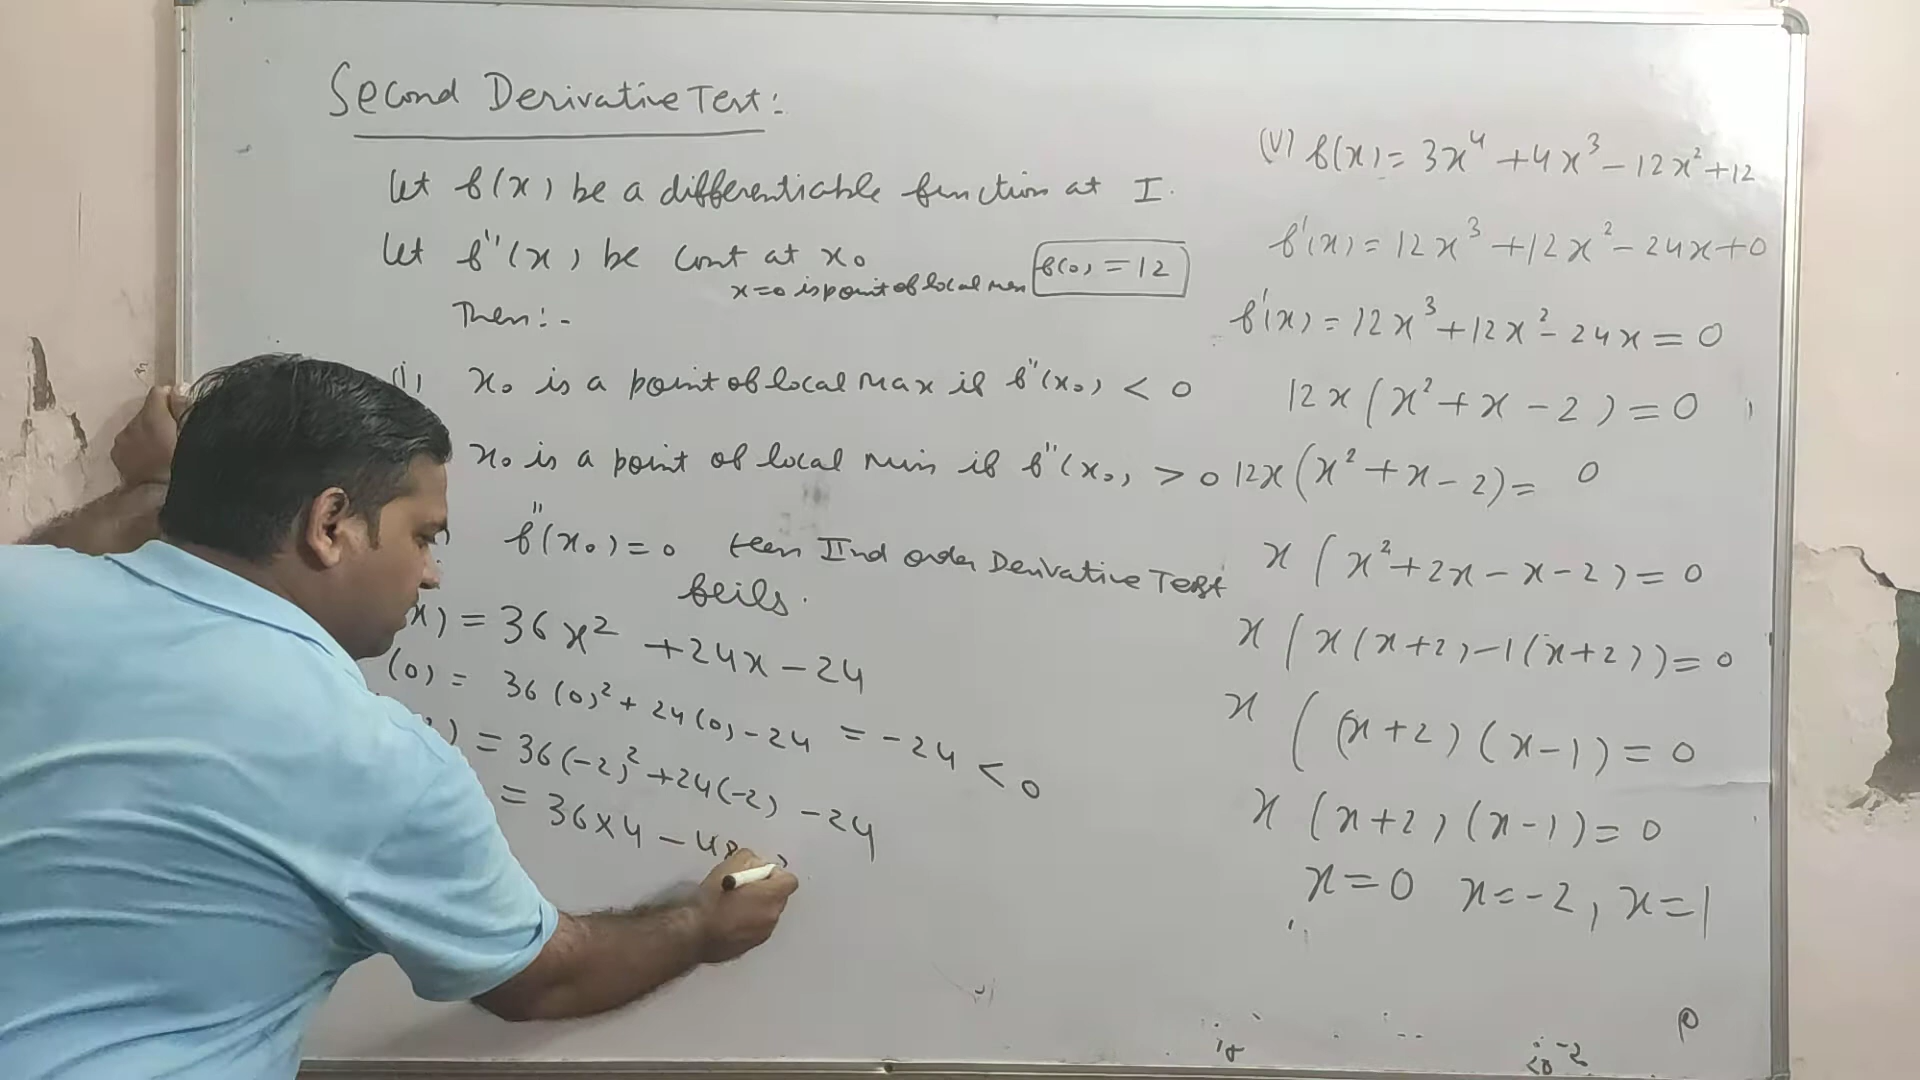 Second Derivative Test:
Let f(x) be a differentiable function at I.
Let f''(x) be cont at x₀
x=0 is point of local max f(0) = 12
Then:-
(i) x₀ is a point of local max if f''(x₀) < 0
x₀ is a point of local min if f''(x₀) > 0
f''(x₀) = 0 then IInd order Derivative Test
feils.
x) = 36x² + 24x - 24
(0) = 36(0)² + 24(0) - 24 = -24 < 0
) = 36(-2)² + 24(-2) - 24
= 36×4 - 48
(V) f(x) = 3x⁴ + 4x³ - 12x² + 12
f'(x) = 12x³ + 12x² - 24x + 0
f'(x) = 12x³ + 12x² - 24x = 0
12x(x² + x - 2) = 0
12x(x² + x - 2) = 0
x(x² + 2x - x - 2) = 0
x(x(x+2) - 1(x+2)) = 0
x((x+2)(x-1) = 0
x(x+2)(x-1) = 0
x=0 x=-2, x=1